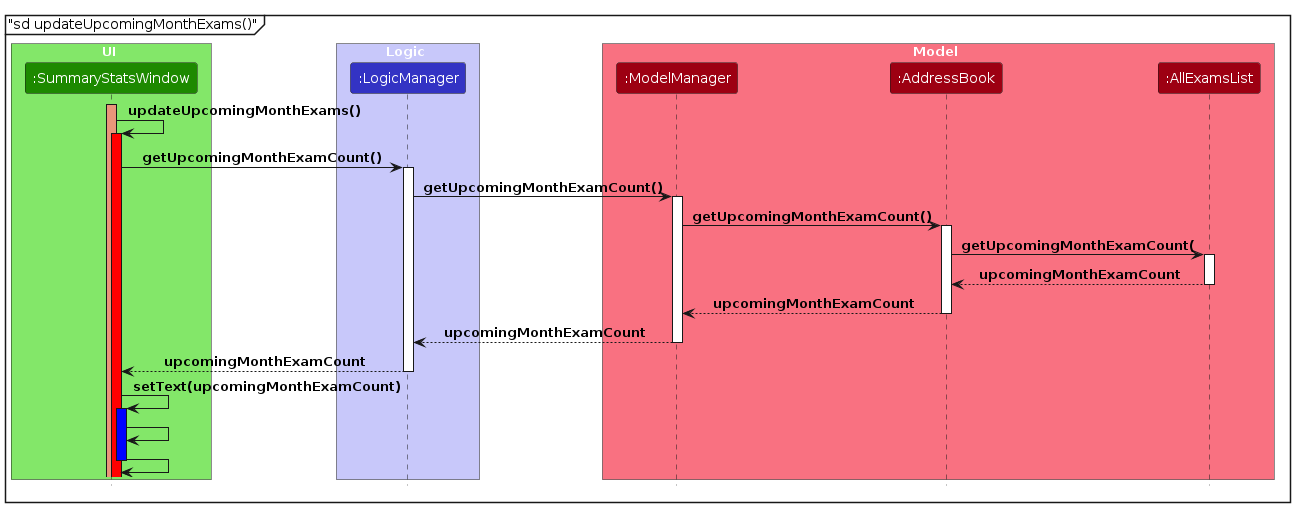 "sd updateUpcomingMonthExams()"
UI
Logic
Model
:SummaryStatsWindow
:LogicManager
:ModelManager
:AddressBook
:AllExamsList
updateUpcomingMonthExams()
getUpcomingMonthExamCount()
getUpcomingMonthExamCount()
getUpcomingMonthExamCount()
getUpcomingMonthExamCount(
upcomingMonthExamCount
upcomingMonthExamCount
upcomingMonthExamCount
upcomingMonthExamCount
setText(upcomingMonthExamCount)